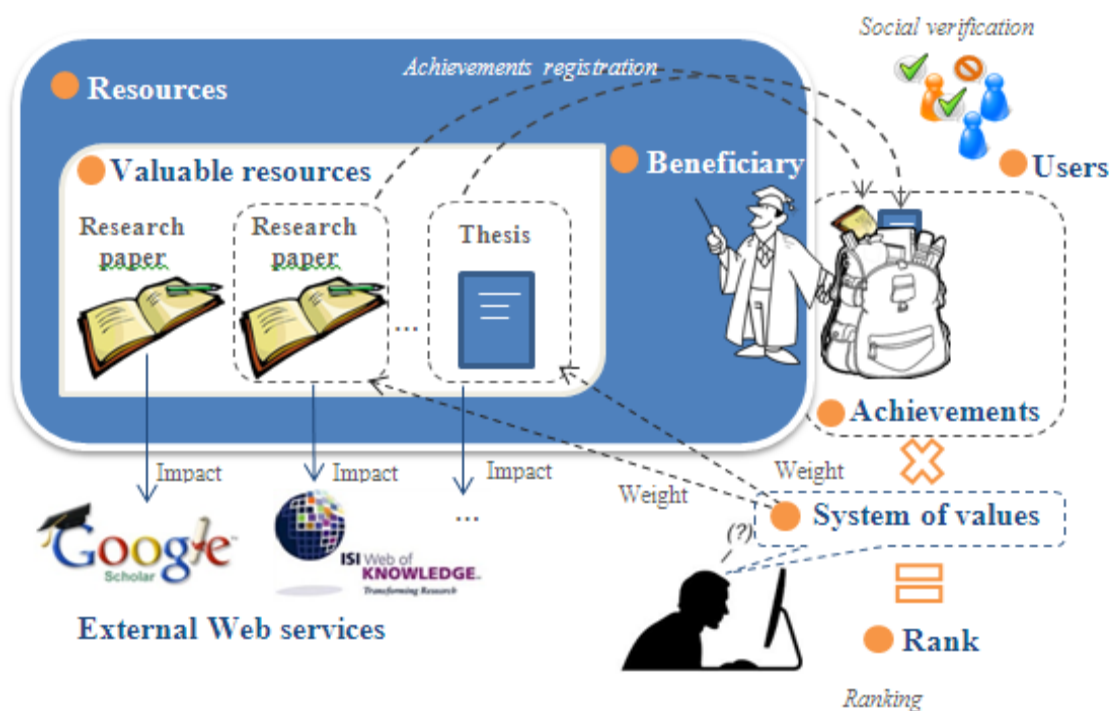 Social verification
Achievements registration
Resources
Beneficiary
Users
Valuable resources
Research
paper
Research
paper
Thesis
...
Achievements
Impact
Impact
Impact
Weight
Weight
...
System of values
(?)
Google
Scholar
ISI Web of
KNOWLEDGE
Transforming Research
External Web services
Rank
Ranking